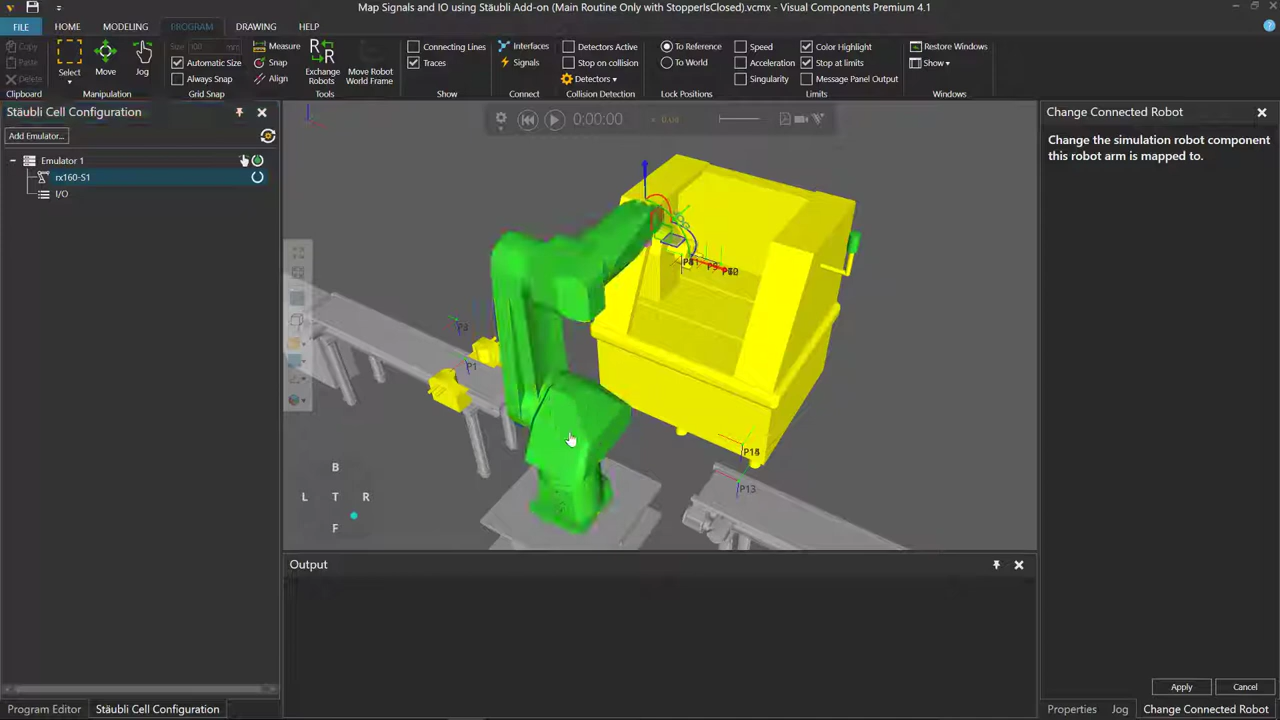 Map Signals and IO using Stäubli Add-on (Main Routine Only with StopperIsClosed).vcmx - Visual Components Premium 4.1
FILE HOME MODELING PROGRAM DRAWING HELP
Copy
Paste
Delete
Clipboard
Select
Move
Jog
Manipulation
Size 100 mm
Automatic Size
Always Snap
Grid Snap
Measure
Snap
Align
Exchange Robots
Tools
Move Robot World Frame
Connecting Lines
Traces
Show
Interfaces
Signals
Connect
Detectors Active
Stop on collision
Detectors
Collision Detection
To Reference
To World
Lock Positions
Speed
Acceleration
Singularity
Color Highlight
Stop at limits
Message Panel Output
Limits
Restore Windows
Show
Windows
Stäubli Cell Configuration
Add Emulator...
Emulator 1
rx160-S1
I/O
0:00:00
P3
P1
P9
P13
B
L T R
F
Output
Change Connected Robot
Change the simulation robot component
this robot arm is mapped to.
Apply Cancel
Program Editor Stäubli Cell Configuration
Properties Jog Change Connected Robot